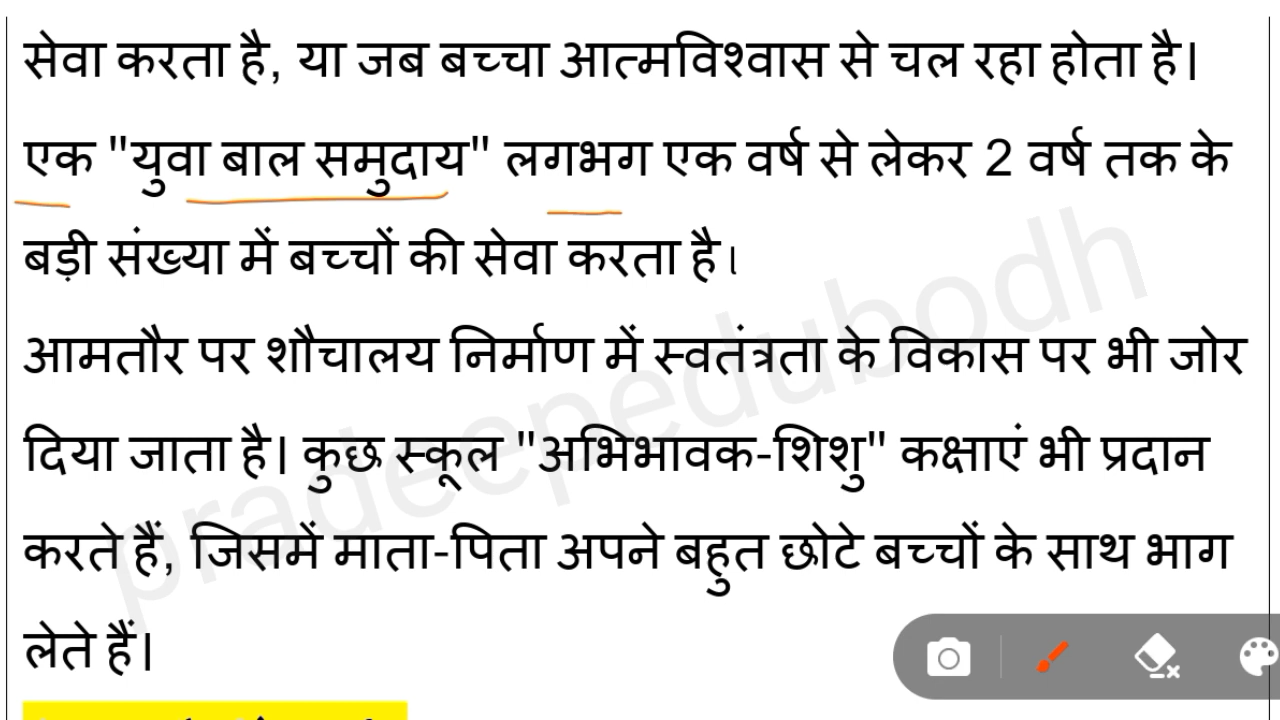 सेवा करता है, या जब बच्चा आत्मविश्वास से चल रहा होता है।
एक "युवा बाल समुदाय" लगभग एक वर्ष से लेकर 2 वर्ष तक के
बड़ी संख्या में बच्चों की सेवा करता है।
आमतौर पर शौचालय निर्माण में स्वतंत्रता के विकास पर भी जोर
दिया जाता है। कुछ स्कूल "अभिभावक-शिशु" कक्षाएं भी प्रदान
करते हैं, जिसमें माता-पिता अपने बहुत छोटे बच्चों के साथ भाग
लेते हैं।
pradeepedubodh